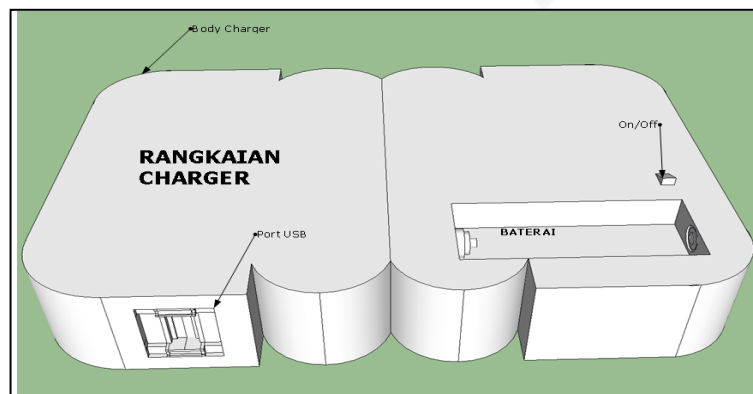 Body Charger
On/Off
RANGKAIAN
CHARGER
Port USB
BATERAI